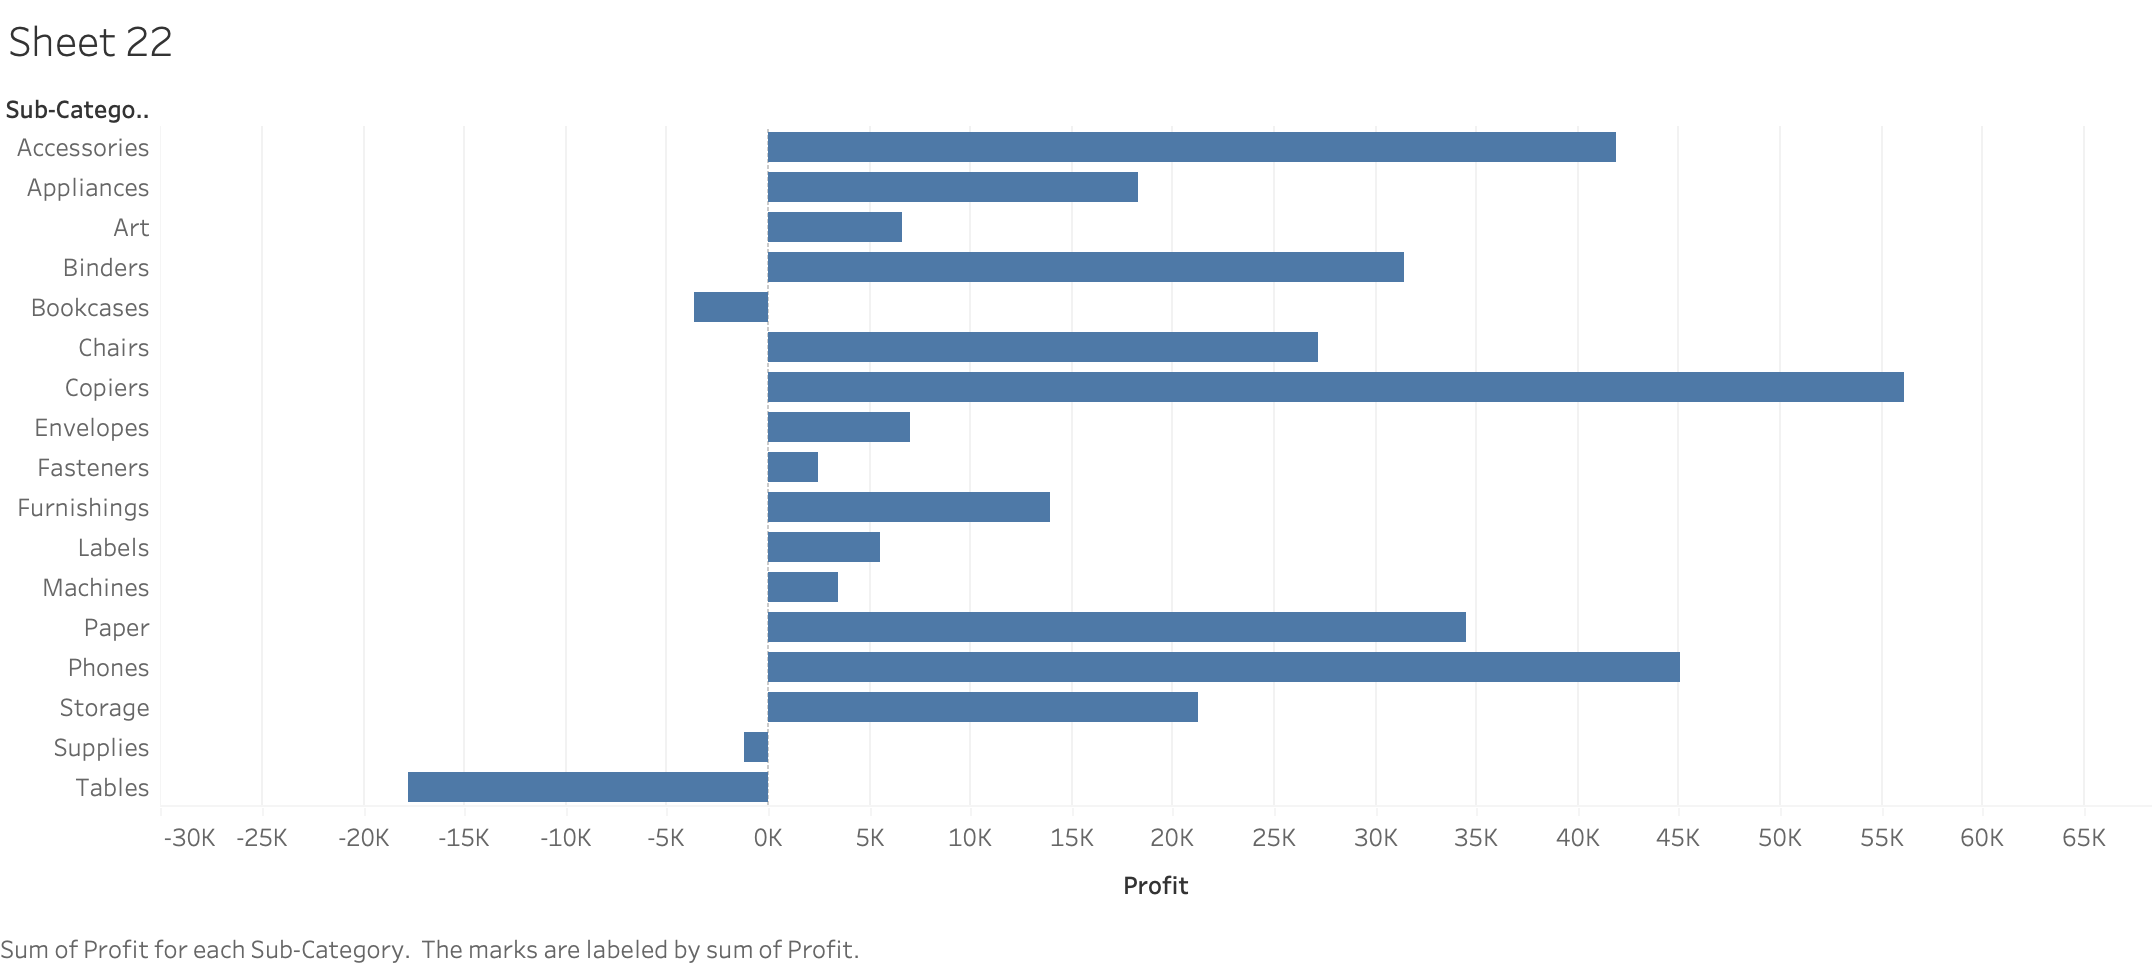 Sheet 22
Sub-Catego..
Accessories
Appliances
Art
Binders
Bookcases
Chairs
Copiers
Envelopes
Fasteners
Furnishings
Labels
Machines
Paper
Phones
Storage
Supplies
Tables
-30K -25K -20K -15K -10K -5K 0K 5K 10K 15K 20K 25K 30K 35K 40K 45K 50K 55K 60K 65K
Profit
Sum of Profit for each Sub-Category.  The marks are labeled by sum of Profit.